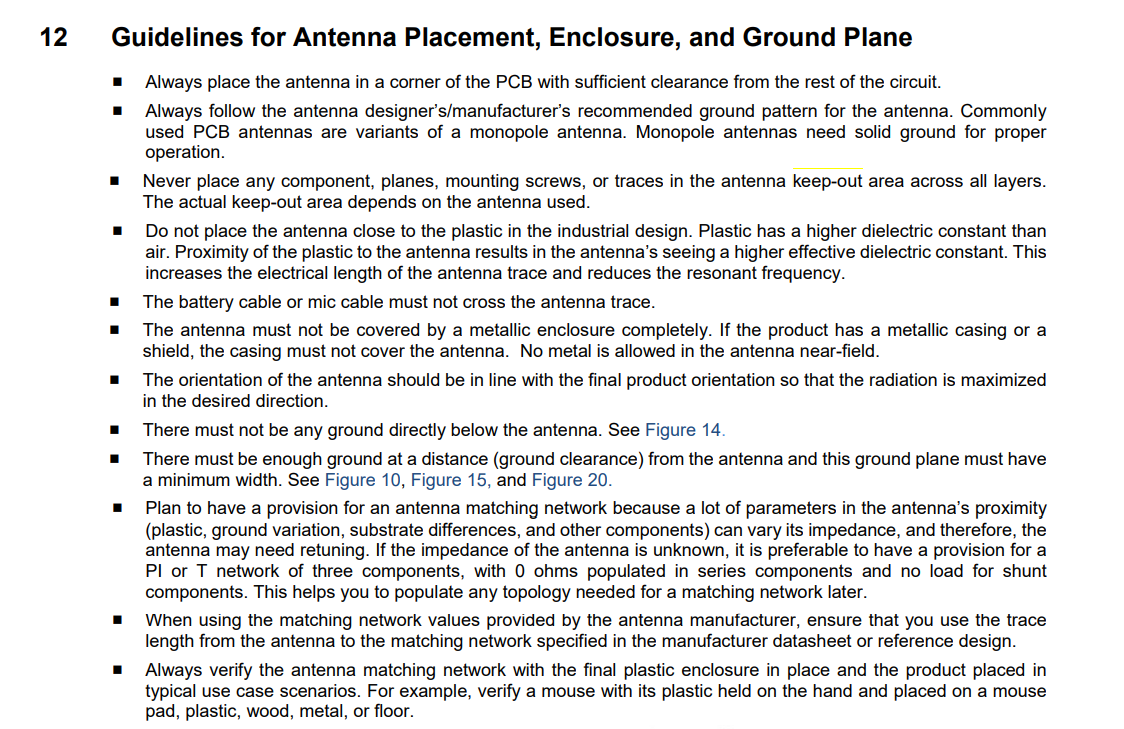 12 Guidelines for Antenna Placement, Enclosure, and Ground Plane
▪ Always place the antenna in a corner of the PCB with sufficient clearance from the rest of the circuit.
▪ Always follow the antenna designer's/manufacturer's recommended ground pattern for the antenna. Commonly
used PCB antennas are variants of a monopole antenna. Monopole antennas need solid ground for proper
operation.
▪ Never place any component, planes, mounting screws, or traces in the antenna keep-out area across all layers.
The actual keep-out area depends on the antenna used.
▪ Do not place the antenna close to the plastic in the industrial design. Plastic has a higher dielectric constant than
air. Proximity of the plastic to the antenna results in the antenna's seeing a higher effective dielectric constant. This
increases the electrical length of the antenna trace and reduces the resonant frequency.
▪ The battery cable or mic cable must not cross the antenna trace.
▪ The antenna must not be covered by a metallic enclosure completely. If the product has a metallic casing or a
shield, the casing must not cover the antenna. No metal is allowed in the antenna near-field.
▪ The orientation of the antenna should be in line with the final product orientation so that the radiation is maximized
in the desired direction.
▪ There must not be any ground directly below the antenna. See Figure 14.
▪ There must be enough ground at a distance (ground clearance) from the antenna and this ground plane must have
a minimum width. See Figure 10, Figure 15, and Figure 20.
▪ Plan to have a provision for an antenna matching network because a lot of parameters in the antenna's proximity
(plastic, ground variation, substrate differences, and other components) can vary its impedance, and therefore, the
antenna may need retuning. If the impedance of the antenna is unknown, it is preferable to have a provision for a
PI or T network of three components, with 0 ohms populated in series components and no load for shunt
components. This helps you to populate any topology needed for a matching network later.
▪ When using the matching network values provided by the antenna manufacturer, ensure that you use the trace
length from the antenna to the matching network specified in the manufacturer datasheet or reference design.
▪ Always verify the antenna matching network with the final plastic enclosure in place and the product placed in
typical use case scenarios. For example, verify a mouse with its plastic held on the hand and placed on a mouse
pad, plastic, wood, metal, or floor.